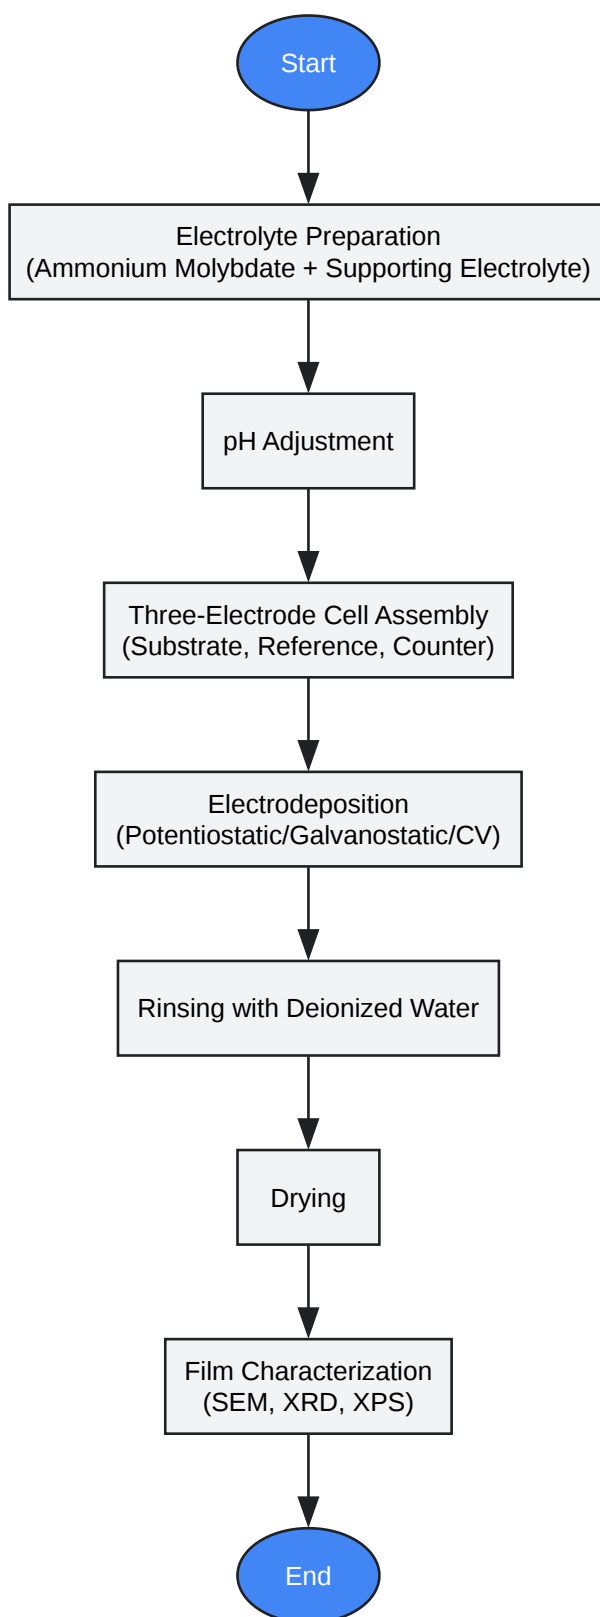 Start
Electrolyte Preparation
(Ammonium Molybdate + Supporting Electrolyte)
pH Adjustment
Three-Electrode Cell Assembly
(Substrate, Reference, Counter)
Electrodeposition
(Potentiostatic/Galvanostatic/CV)
Rinsing with Deionized Water
Drying
Film Characterization
(SEM, XRD, XPS)
End